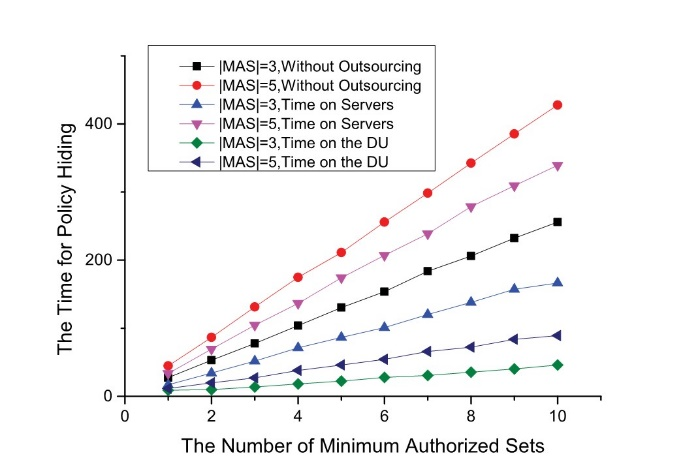 |MAS|=3,Without Outsourcing
|MAS|=5,Without Outsourcing
|MAS|=3,Time on Servers
|MAS|=5,Time on Servers
|MAS|=3,Time on the DU
|MAS|=5,Time on the DU
The Time for Policy Hiding
400
200
0
0 2 4 6 8 10
The Number of Minimum Authorized Sets